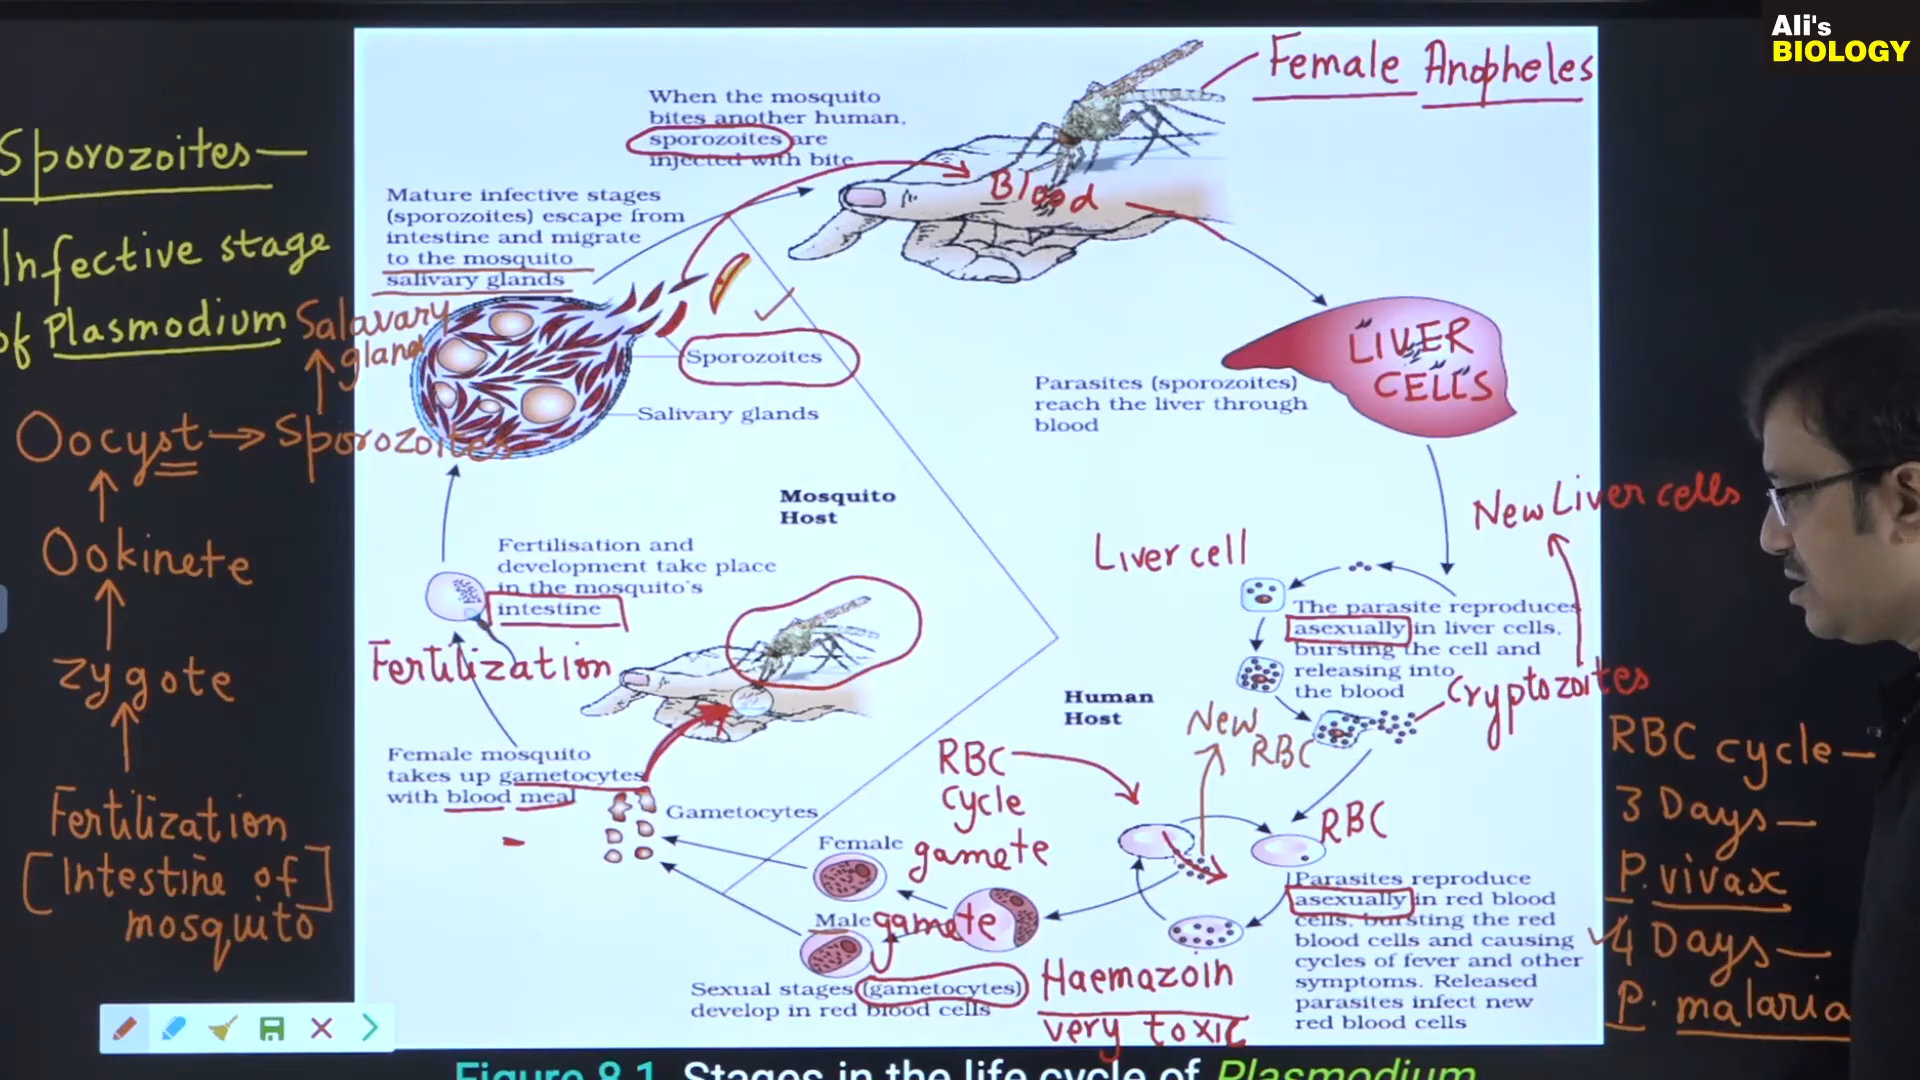 Ali's
BIOLOGY
Female Anopheles
When the mosquito
bites another human,
sporozoites are
injected with bite
Blood
Sporozoites—
Infective stage
of Plasmodium
Mature infective stages
(sporozoites) escape from
intestine and migrate
to the mosquito
salivary glands
Salavary
gland
Sporozoites
Salivary glands
LIVER
CELLS
Parasites (sporozoites)
reach the liver through
blood
Oocyst → Sporozoites
Ookinete
Zygote
Fertilization
[Intestine of]
mosquito
Mosquito
Host
Fertilisation and
development take place
in the mosquito's
intestine
Fertilization
Female mosquito
takes up gametocytes
with blood meal
Gametocytes
New Liver cells
Liver cell
The parasite reproduces
asexually in liver cells,
bursting the cell and
releasing into
the blood
Cryptozoites
Human
Host
New
RBC
RBC
cycle
RBC
Female
gamete
Male gamete
Sexual stages (gametocytes)
develop in red blood cells
Haemazoin
very toxic
Parasites reproduce
asexually in red blood
cells, bursting the red
blood cells and causing
cycles of fever and other
symptoms. Released
parasites infect new
red blood cells
RBC cycle—
3 Days—
P. vivax
4 Days—
P. malaria
Figure 8.1 Stages in the life cycle of Plasmodium